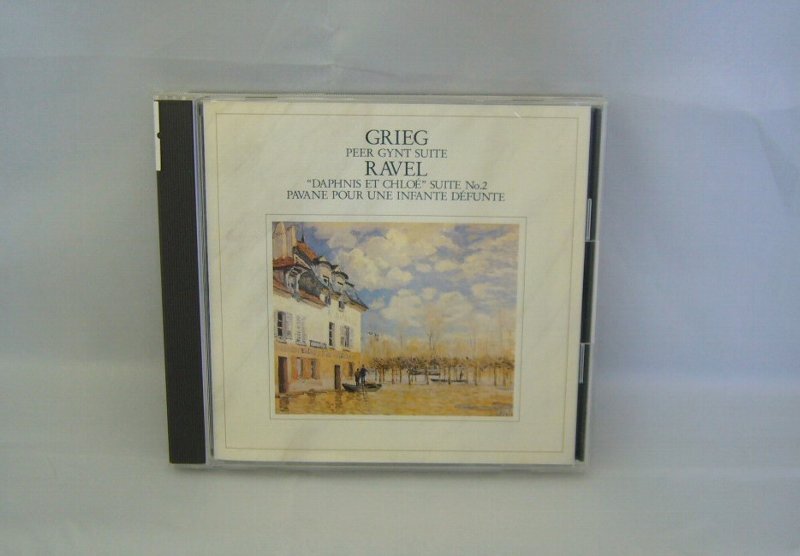 GRIEG
PEER GYNT SUITE
RAVEL
"DAPHNIS ET CHLOÉ" SUITE No.2
PAVANE POUR UNE INFANTE DÉFUNTE